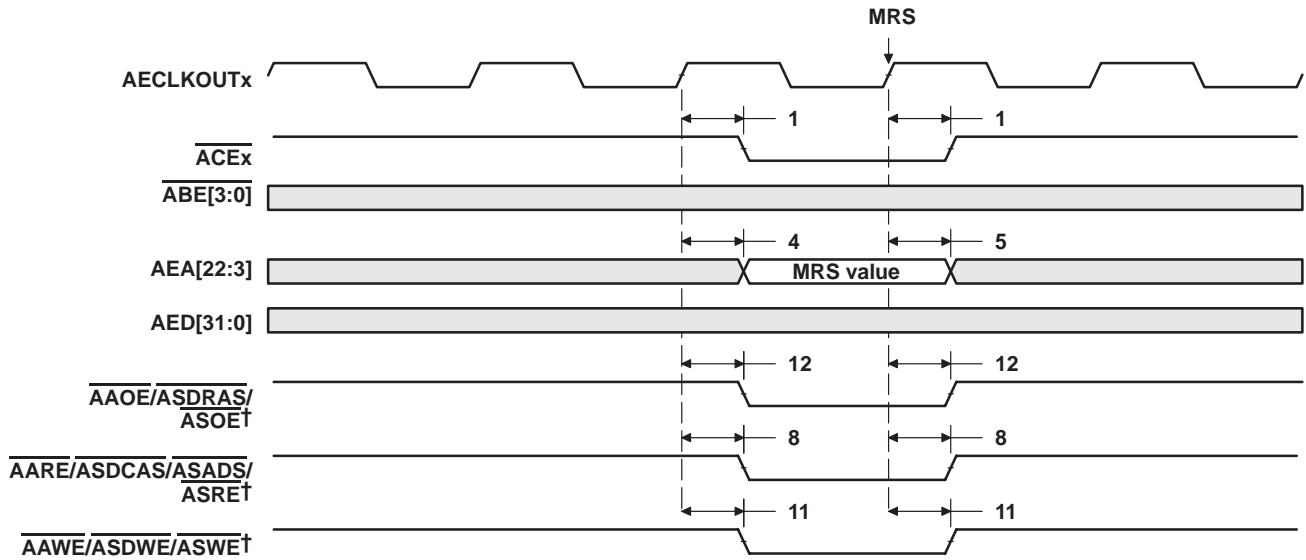 MRS
AECLKOUTx
1 1
ACEx
ABE[3:0]
4 5
AEA[22:3] MRS value
AED[31:0]
12 12
AAOE/ASDRAS/
ASOE†
8 8
AARE/ASDCAS/ASADS/
ASRE†
11 11
AAWE/ASDWE/ASWE†